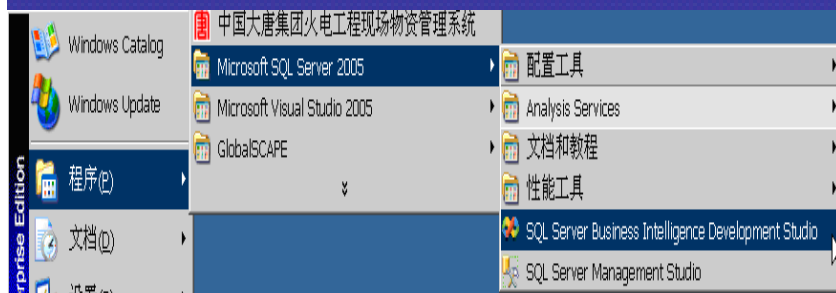 Windows Catalog
Windows Update
程序(P)
文档(D)
设置(S)
rprise Edition
中国大唐集团火电工程现场物资管理系统
Microsoft SQL Server 2005
Microsoft Visual Studio 2005
GlobalSCAPE
配置工具
Analysis Services
文档和教程
性能工具
SQL Server Business Intelligence Development Studio
SQL Server Management Studio